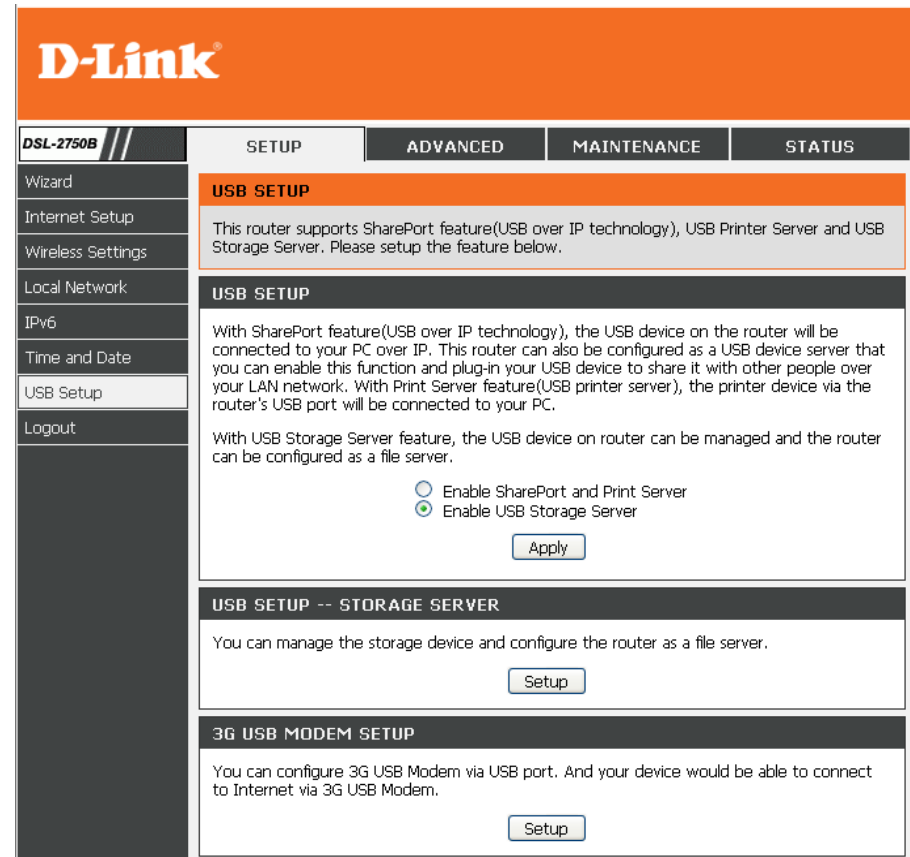 D-Link®
DSL-2750B
SETUP
ADVANCED
MAINTENANCE
STATUS
Wizard
Internet Setup
Wireless Settings
Local Network
IPv6
Time and Date
USB Setup
Logout
USB SETUP
This router supports SharePort feature(USB over IP technology), USB Printer Server and USB
Storage Server. Please setup the feature below.
USB SETUP
With SharePort feature(USB over IP technology), the USB device on the router will be
connected to your PC over IP. This router can also be configured as a USB device server that
you can enable this function and plug-in your USB device to share it with other people over
your LAN network. With Print Server feature(USB printer server), the printer device via the
router's USB port will be connected to your PC.
With USB Storage Server feature, the USB device on router can be managed and the router
can be configured as a file server.
Enable SharePort and Print Server
Enable USB Storage Server
Apply
USB SETUP -- STORAGE SERVER
You can manage the storage device and configure the router as a file server.
Setup
3G USB MODEM SETUP
You can configure 3G USB Modem via USB port. And your device would be able to connect
to Internet via 3G USB Modem.
Setup